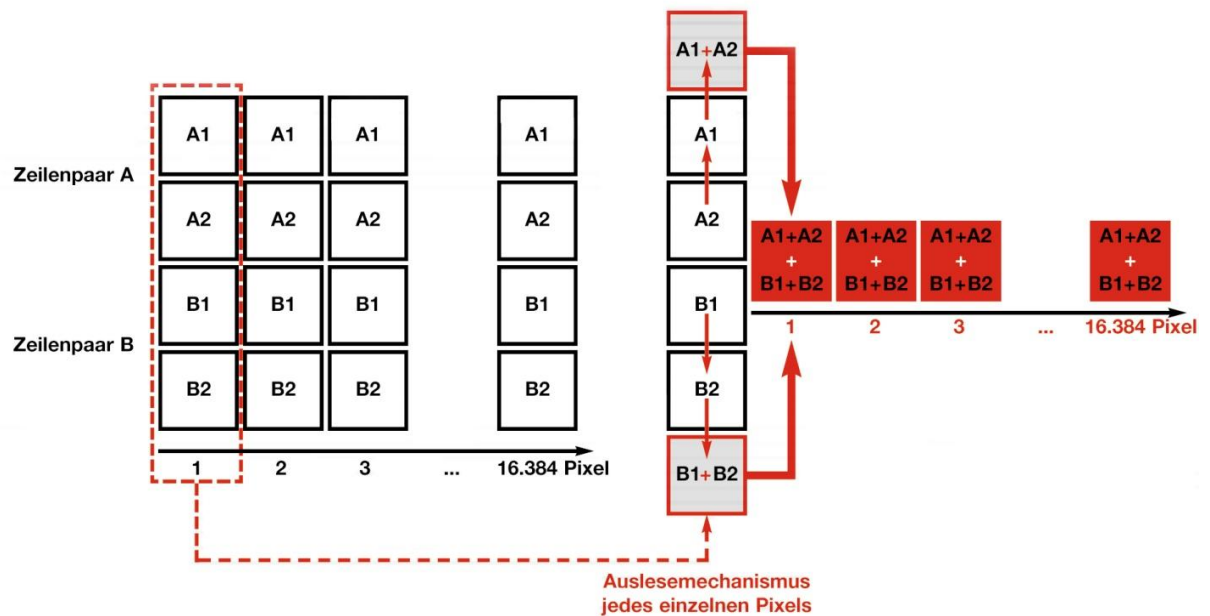 A1+A2
A1 A1 A1 A1 A1
Zeilenpaar A
A2 A2 A2 A2 A2
A1+A2 A1+A2 A1+A2 A1+A2
+ + + +
B1+B2 B1+B2 B1+B2 B1+B2
B1 B1 B1 B1 B1
1 2 3 ... 16.384 Pixel
Zeilenpaar B
B2 B2 B2 B2 B2
1 2 3 ... 16.384 Pixel
B1+B2
Auslesemechanismus
jedes einzelnen Pixels